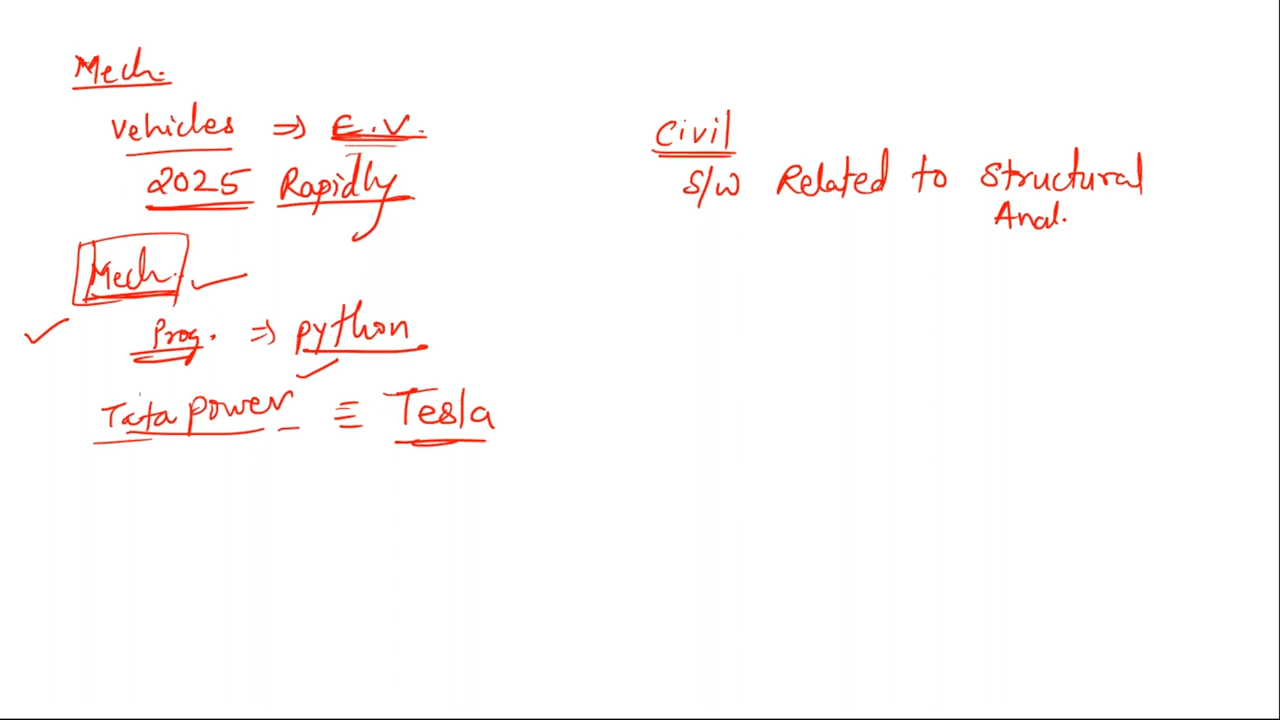 Mech.
Vehicles ⇒ E.V.
2025 Rapidly
Mech.
Prog. ⇒ python
Tata power ≡ Tesla
Civil
S/W Related to Structural
Anal.